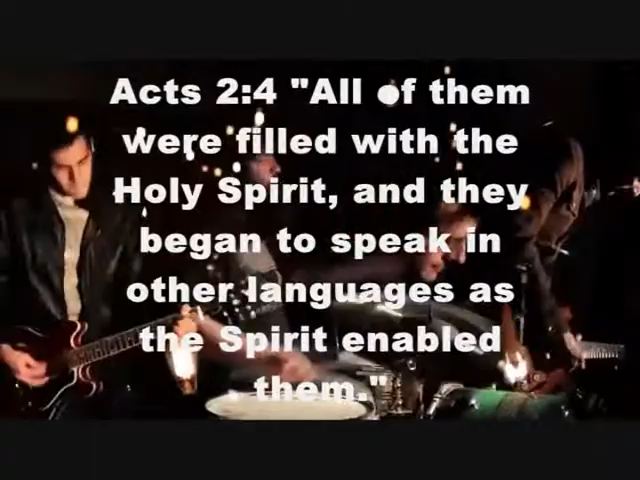 Acts 2:4 "All of them
were filled with the
Holy Spirit, and they
began to speak in
other languages as
the Spirit enabled
them."